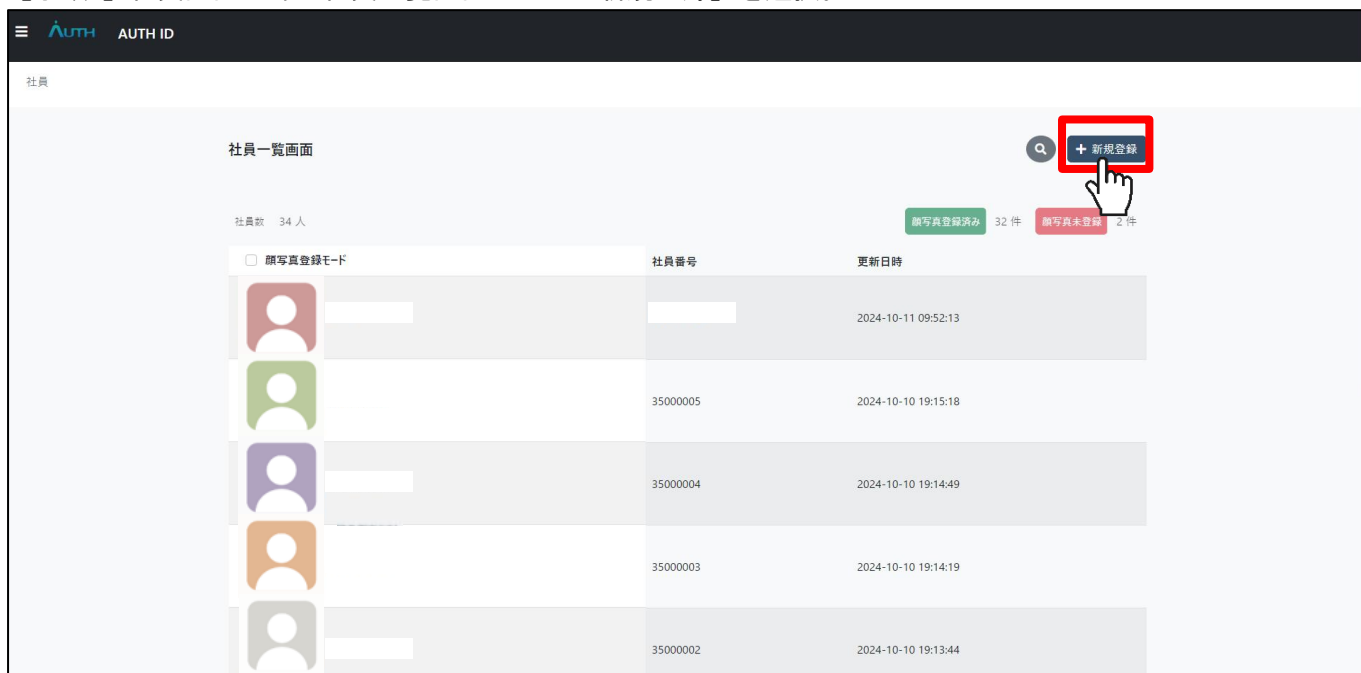 AUTH AUTH ID
社員
社員一覧画面
+ 新規登録
社員数 34 人
顔写真登録済み 32 件 顔写真未登録 2 件
顔写真登録モード 社員番号 更新日時
2024-10-11 09:52:13
35000005 2024-10-10 19:15:18
35000004 2024-10-10 19:14:49
35000003 2024-10-10 19:14:19
35000002 2024-10-10 19:13:44